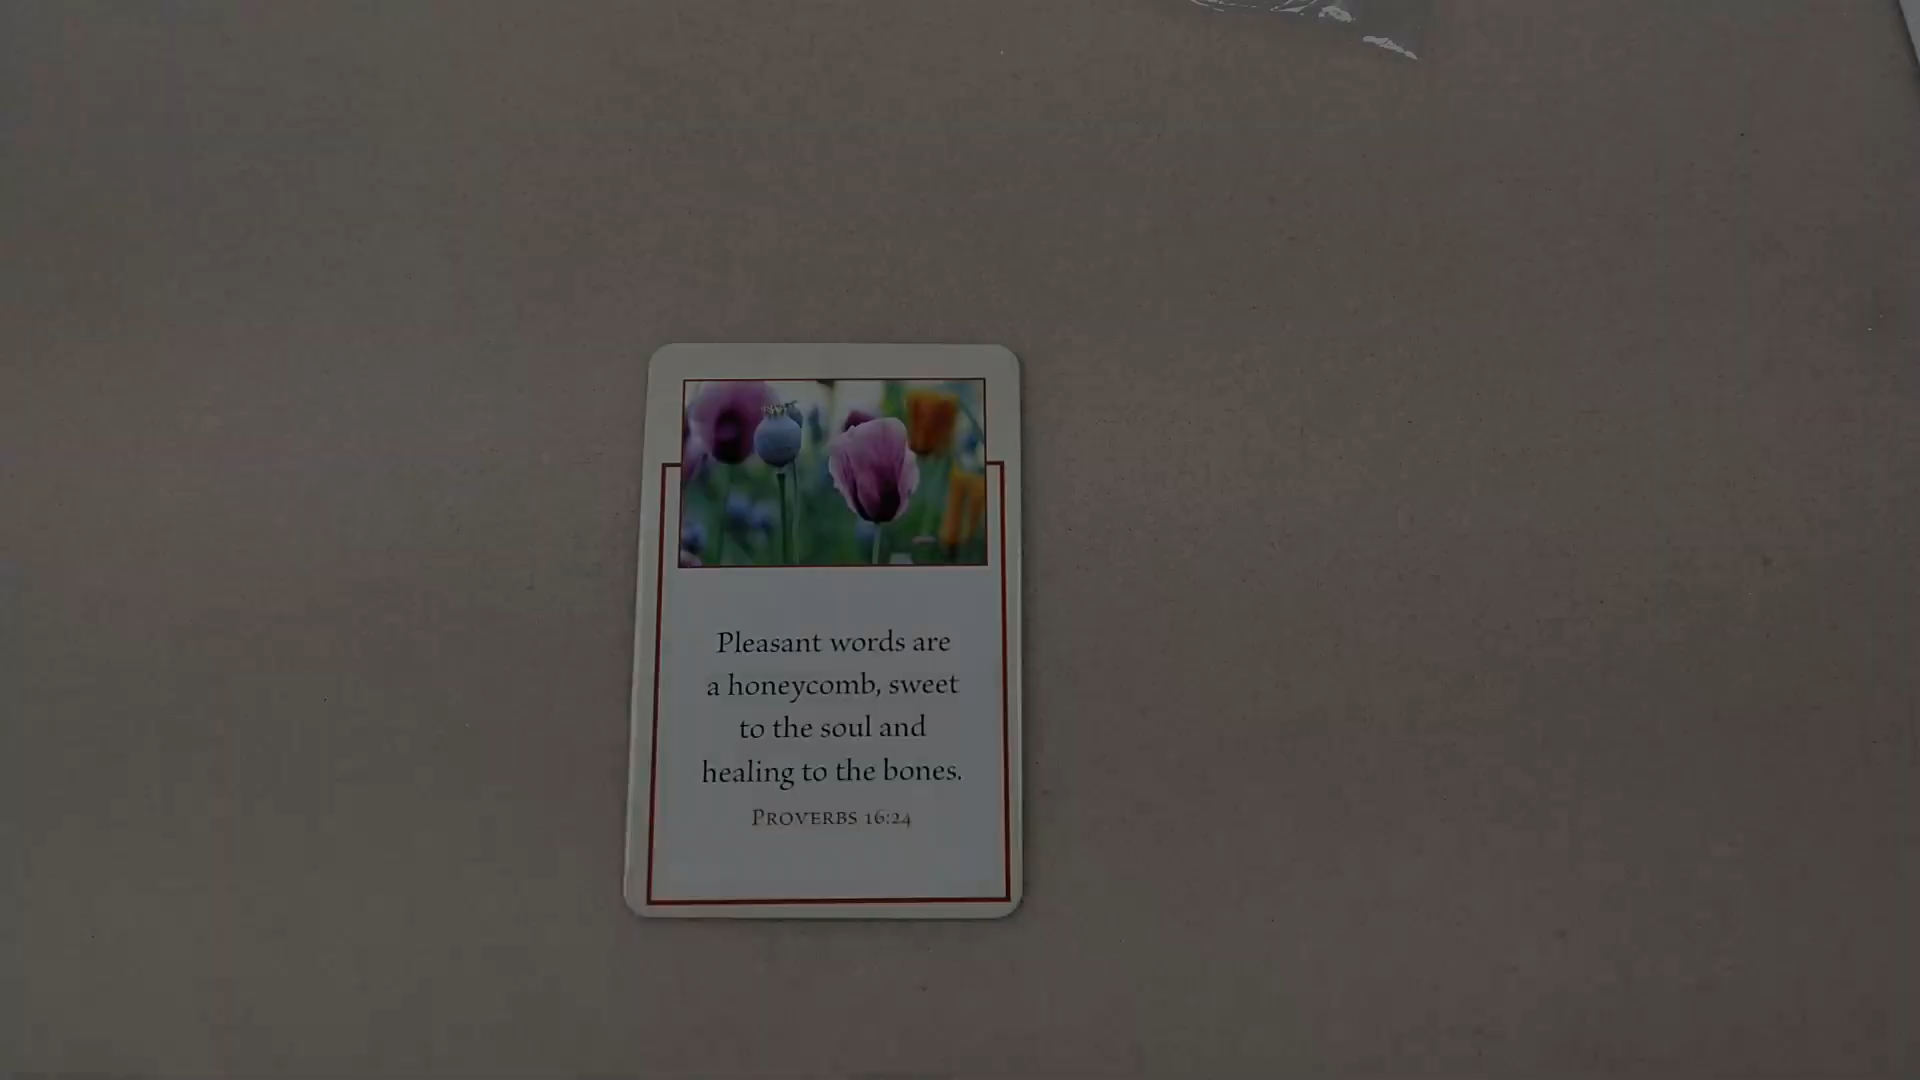 Pleasant words are
a honeycomb, sweet
to the soul and
healing to the bones.
PROVERBS 16:24